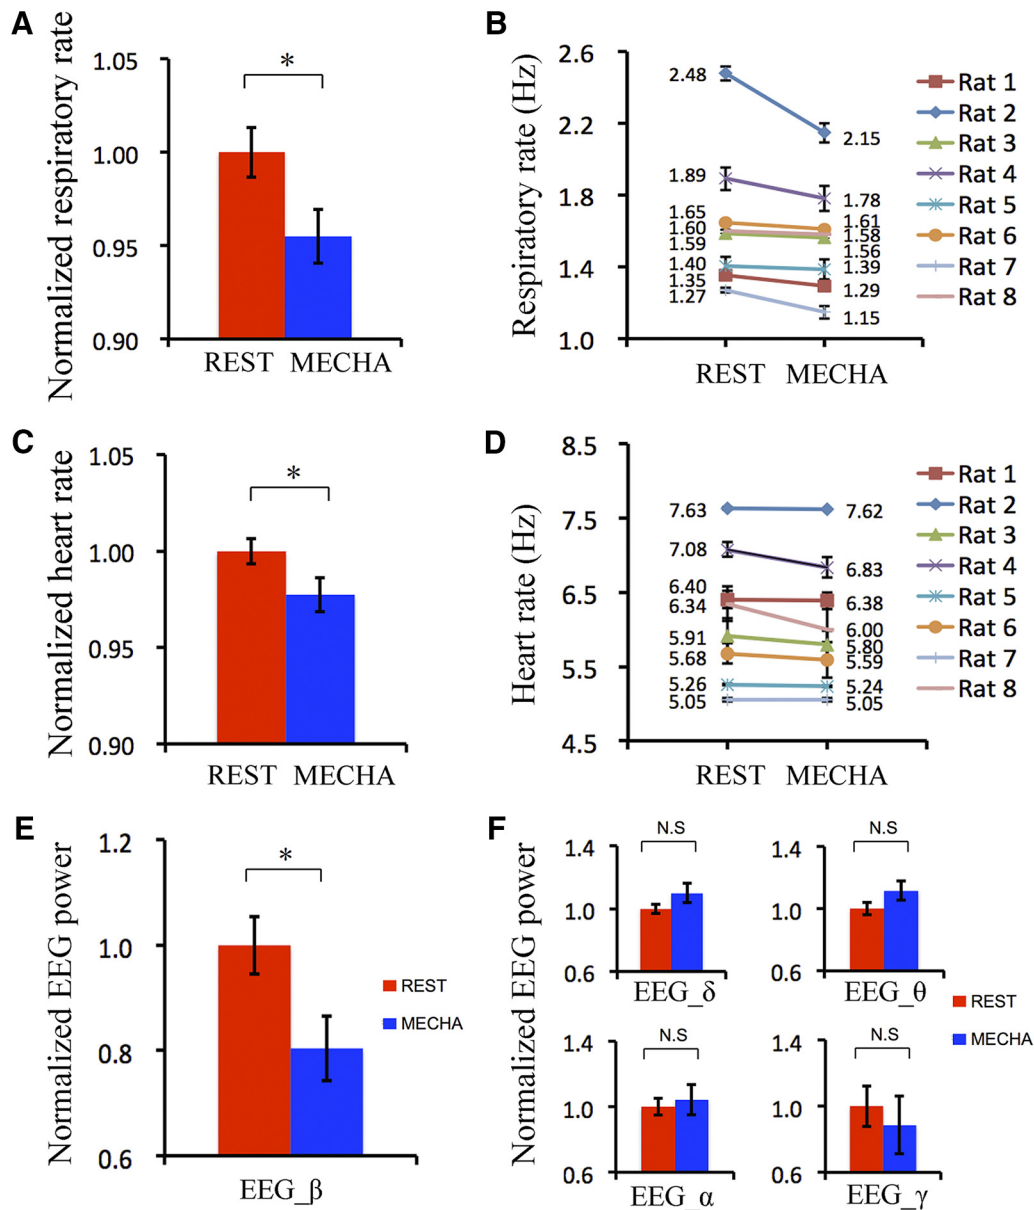 A
Normalized respiratory rate
1.05
1.00
0.95
0.90
*
REST MECHA
B
Respiratory rate (Hz)
2.6
2.2
1.8
1.4
1.0
2.48
1.89
1.65
1.60
1.59
1.40
1.35
1.27
2.15
1.78
1.61
1.58
1.56
1.39
1.29
1.15
REST MECHA
Rat 1
Rat 2
Rat 3
Rat 4
Rat 5
Rat 6
Rat 7
Rat 8
C
Normalized heart rate
1.05
1.00
0.95
0.90
*
REST MECHA
D
Heart rate (Hz)
8.5
7.5
6.5
5.5
4.5
7.63
7.08
6.40
6.34
5.91
5.68
5.26
5.05
7.62
6.83
6.38
6.00
5.80
5.59
5.24
5.05
REST MECHA
Rat 1
Rat 2
Rat 3
Rat 4
Rat 5
Rat 6
Rat 7
Rat 8
E
Normalized EEG power
1.2
1.0
0.8
0.6
*
EEG_β
REST
MECHA
F
Normalized EEG power
N.S
1.4
1.0
0.6
EEG_δ
N.S
1.4
1.0
0.6
EEG_θ
N.S
1.4
1.0
0.6
EEG_α
N.S
1.4
1.0
0.6
EEG_γ
REST
MECHA